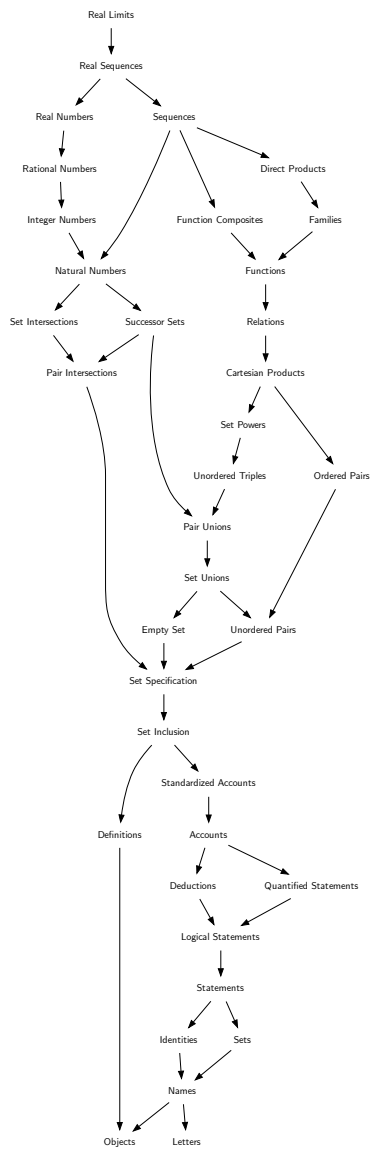 Real Limits
Real Sequences
Real Numbers
Sequences
Rational Numbers
Direct Products
Integer Numbers
Function Composites
Families
Natural Numbers
Functions
Set Intersections
Successor Sets
Relations
Pair Intersections
Cartesian Products
Set Powers
Unordered Triples
Ordered Pairs
Pair Unions
Set Unions
Empty Set
Unordered Pairs
Set Specification
Set Inclusion
Standardized Accounts
Definitions
Accounts
Deductions
Quantified Statements
Logical Statements
Statements
Identities
Sets
Names
Objects
Letters